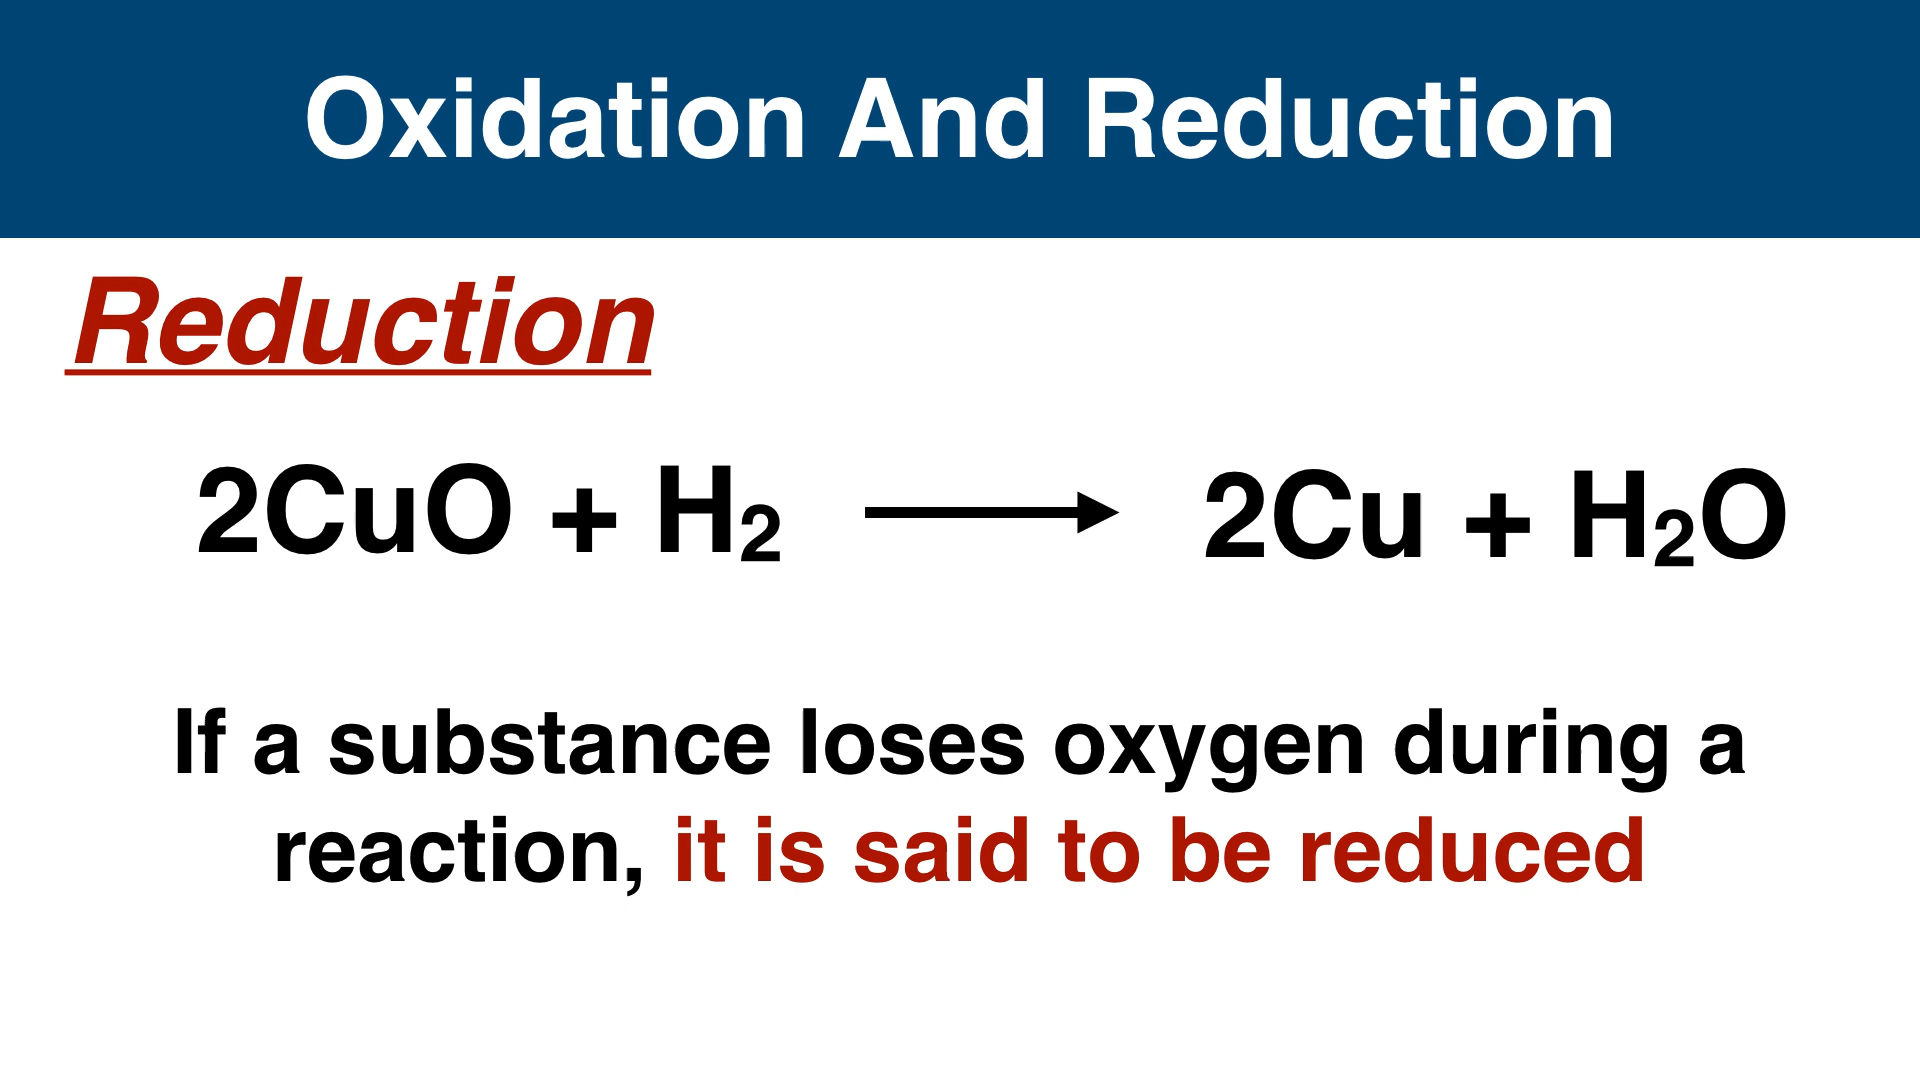 Oxidation And Reduction
Reduction
2CuO + H₂ ⟶ 2Cu + H₂O
If a substance loses oxygen during a
reaction, it is said to be reduced